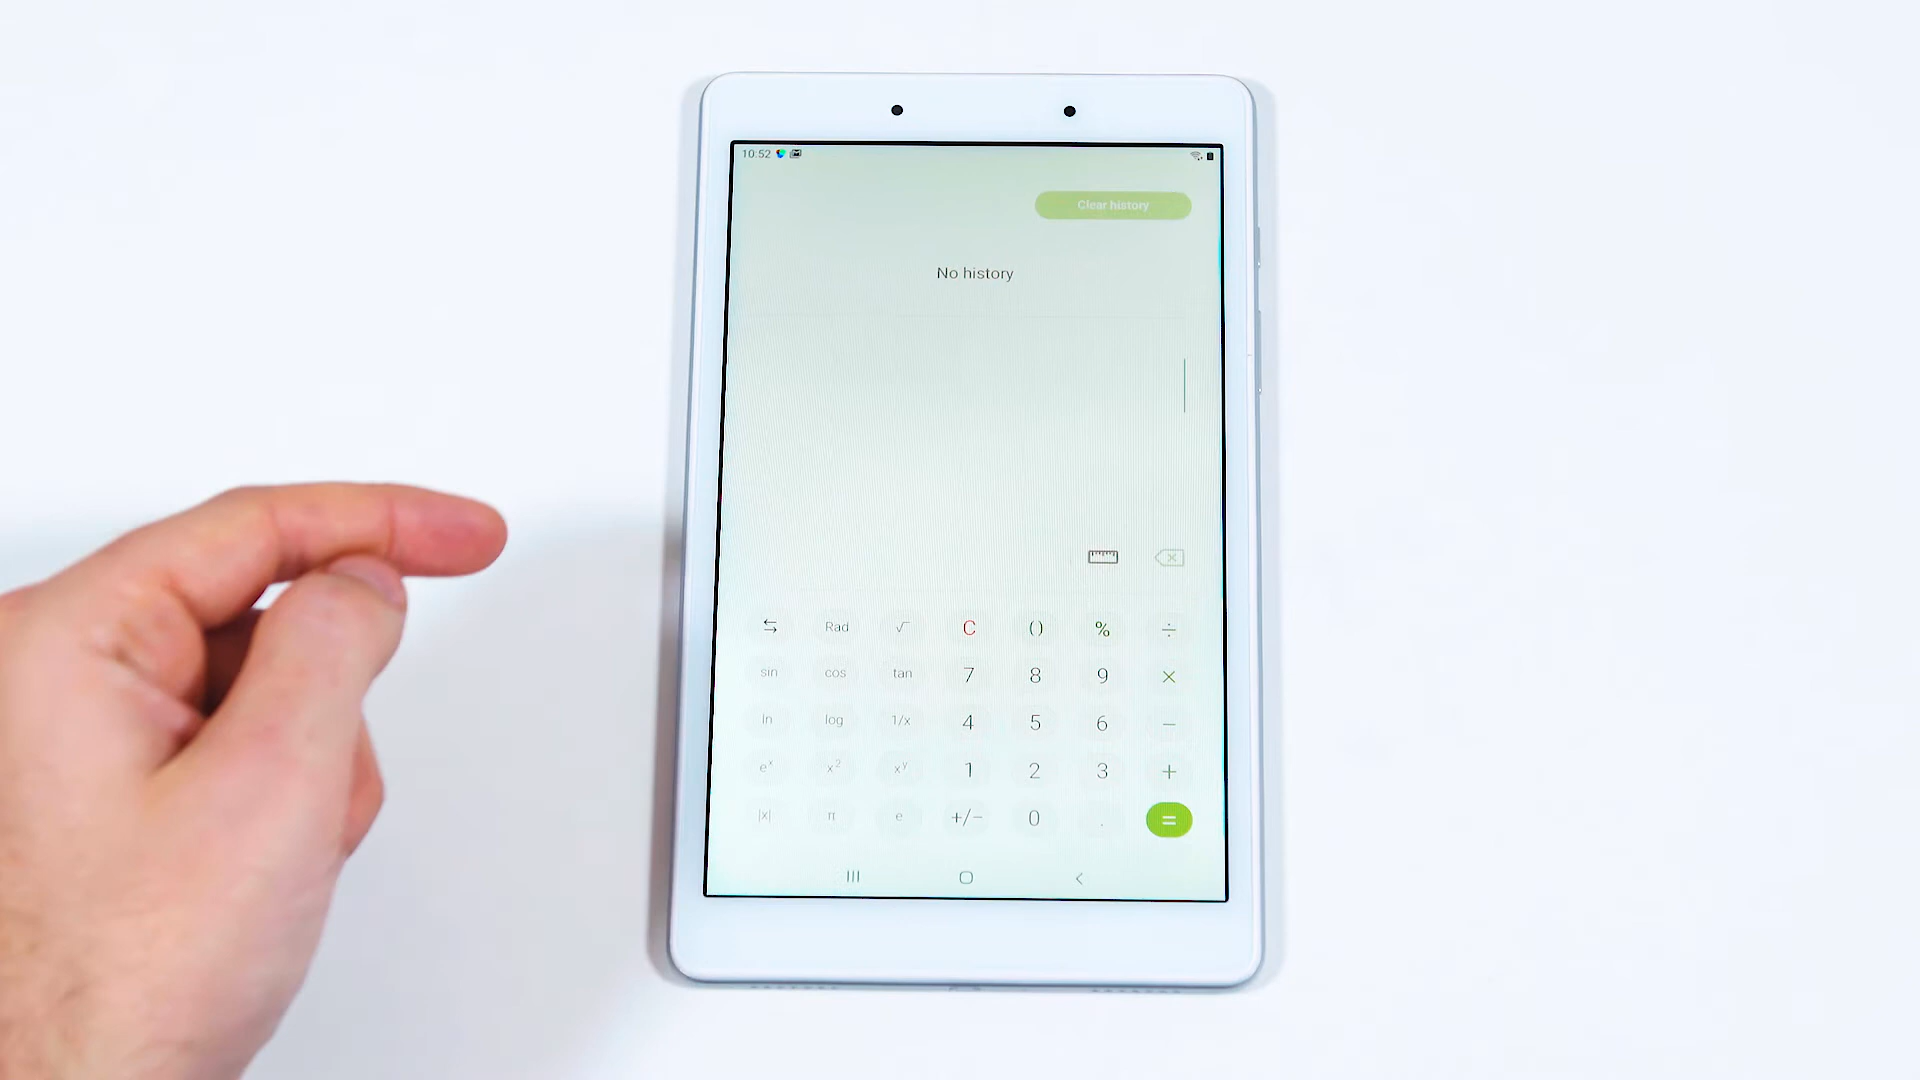 10:52
Clear history
No history
⇆ Rad √ C () % ÷
sin cos tan 7 8 9 ×
ln log 1/x 4 5 6 −
eˣ x² xʸ 1 2 3 +
|x| π e +/− 0 . =